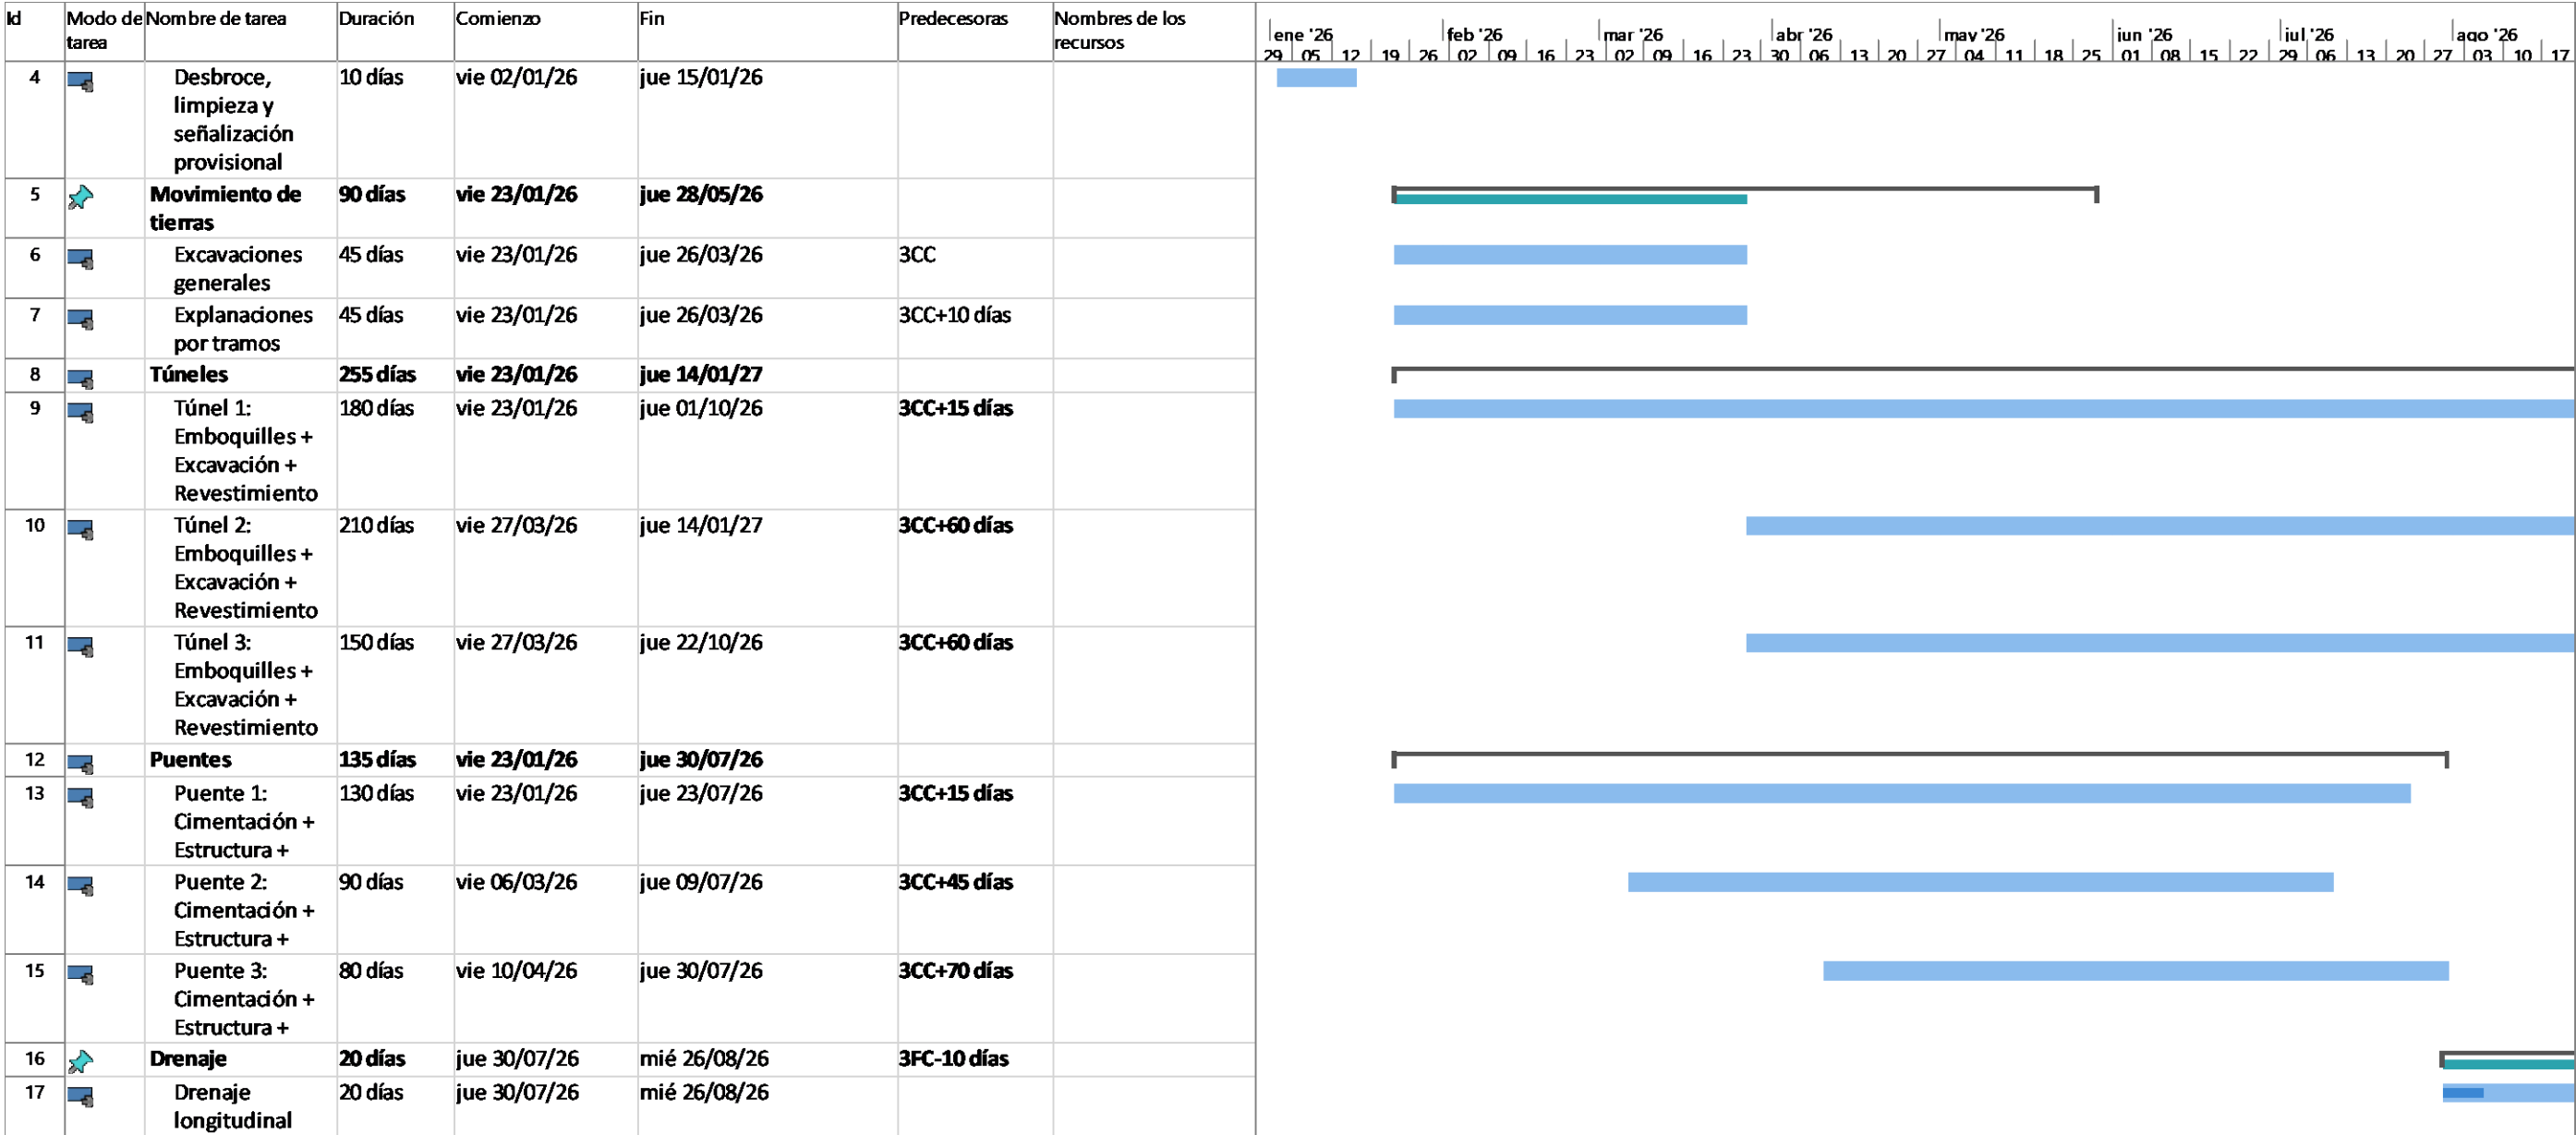 Id Modo de tarea Nombre de tarea Duración Comienzo Fin Predecesoras Nombres de los recursos
ene '26 feb '26 mar '26 abr '26 may '26 jun '26 jul '26 ago '26
29 05 12 19 26 02 09 16 23 02 09 16 23 30 06 13 20 27 04 11 18 25 01 08 15 22 29 06 13 20 27 03 10 17
4 Desbroce, 10 días vie 02/01/26 jue 15/01/26
limpieza y
señalización
provisional
5 Movimiento de 90 días vie 23/01/26 jue 28/05/26
tierras
6 Excavaciones 45 días vie 23/01/26 jue 26/03/26 3CC
generales
7 Explanaciones 45 días vie 23/01/26 jue 26/03/26 3CC+10 días
por tramos
8 Túneles 255 días vie 23/01/26 jue 14/01/27
9 Túnel 1: 180 días vie 23/01/26 jue 01/10/26 3CC+15 días
Emboquilles +
Excavación +
Revestimiento
10 Túnel 2: 210 días vie 27/03/26 jue 14/01/27 3CC+60 días
Emboquilles +
Excavación +
Revestimiento
11 Túnel 3: 150 días vie 27/03/26 jue 22/10/26 3CC+60 días
Emboquilles +
Excavación +
Revestimiento
12 Puentes 135 días vie 23/01/26 jue 30/07/26
13 Puente 1: 130 días vie 23/01/26 jue 23/07/26 3CC+15 días
Cimentación +
Estructura +
14 Puente 2: 90 días vie 06/03/26 jue 09/07/26 3CC+45 días
Cimentación +
Estructura +
15 Puente 3: 80 días vie 10/04/26 jue 30/07/26 3CC+70 días
Cimentación +
Estructura +
16 Drenaje 20 días jue 30/07/26 mié 26/08/26 3FC-10 días
17 Drenaje 20 días jue 30/07/26 mié 26/08/26
longitudinal